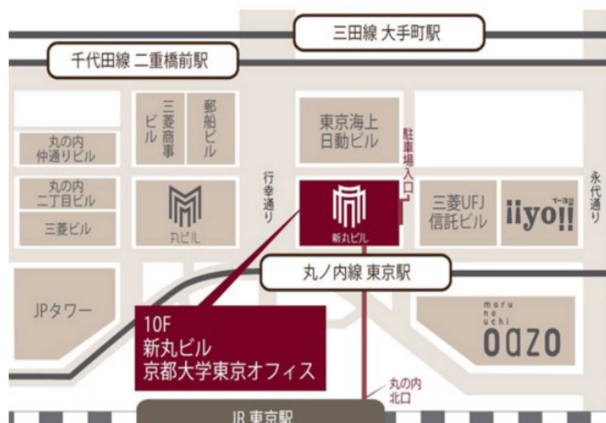 三田線 大手町駅
千代田線 二重橋前駅
三菱商事
ビル
郵船ビル
東京海上
日動ビル
駐車場入口
丸の内
仲通りビル
丸の内
二丁目ビル
三菱ビル
丸ビル
行幸通り
新丸ビル
三菱UFJ
信託ビル
iiyo!!
イーヨ!!
永代通り
丸ノ内線 東京駅
JPタワー
10F
新丸ビル
京都大学東京オフィス
maru
no
uchi
oazo
丸の内
北口
JR 東京駅